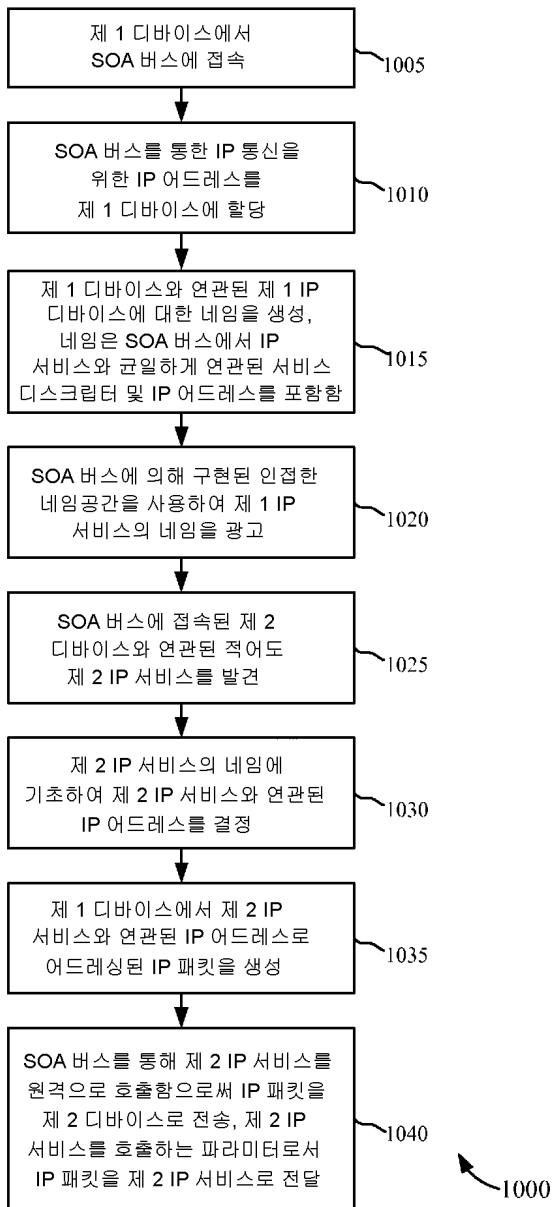 제 1 디바이스에서
SOA 버스에 접속
1005
SOA 버스를 통한 IP 통신을
위한 IP 어드레스를
제 1 디바이스에 할당
1010
제 1 디바이스와 연관된 제 1 IP
디바이스에 대한 네임을 생성,
네임은 SOA 버스에서 IP
서비스와 균일하게 연관된 서비스
디스크립터 및 IP 어드레스를 포함함
1015
SOA 버스에 의해 구현된 인접한
네임공간을 사용하여 제 1 IP
서비스의 네임을 광고
1020
SOA 버스에 접속된 제 2
디바이스와 연관된 적어도
제 2 IP 서비스를 발견
1025
제 2 IP 서비스의 네임에
기초하여 제 2 IP 서비스와 연관된
IP 어드레스를 결정
1030
제 1 디바이스에서 제 2 IP
서비스와 연관된 IP 어드레스로
어드레싱된 IP 패킷을 생성
1035
SOA 버스를 통해 제 2 IP 서비스를
원격으로 호출함으로써 IP 패킷을
제 2 디바이스로 전송, 제 2 IP
서비스를 호출하는 파라미터로서
IP 패킷을 제 2 IP 서비스로 전달
1040
1000